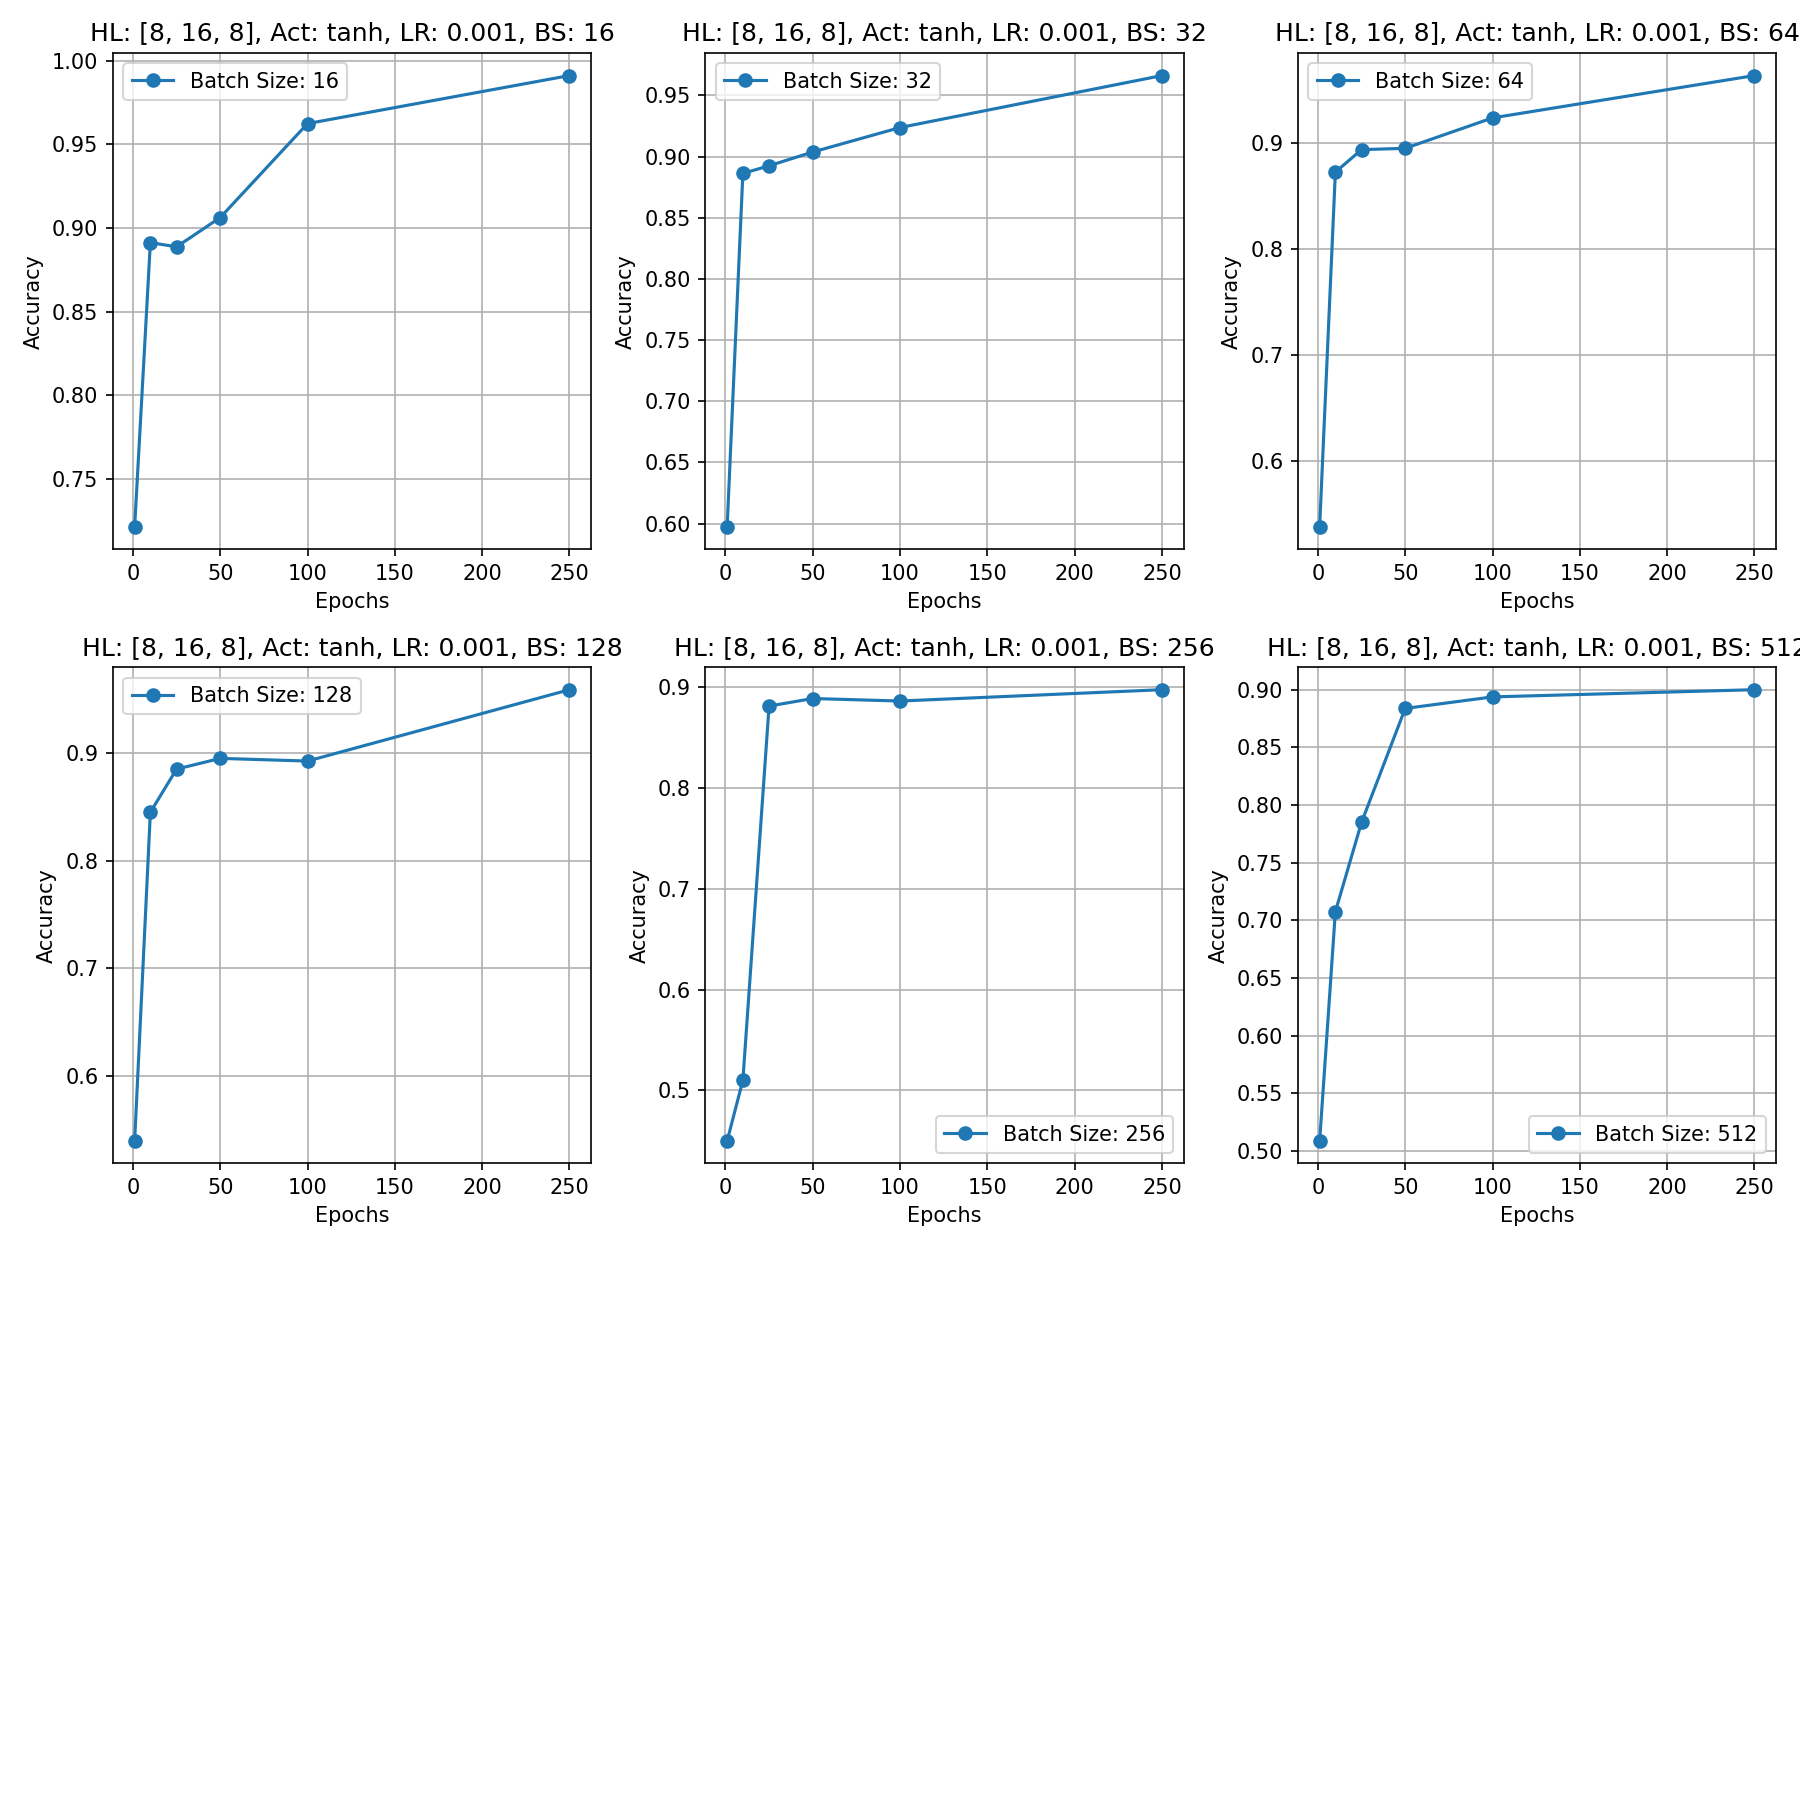 HL: [8, 16, 8], Act: tanh, LR: 0.001, BS: 16
Batch Size: 16
Accuracy
1.00
0.95
0.90
0.85
0.80
0.75
0 50 100 150 200 250
Epochs
HL: [8, 16, 8], Act: tanh, LR: 0.001, BS: 32
Batch Size: 32
Accuracy
0.95
0.90
0.85
0.80
0.75
0.70
0.65
0.60
0 50 100 150 200 250
Epochs
HL: [8, 16, 8], Act: tanh, LR: 0.001, BS: 64
Batch Size: 64
Accuracy
0.9
0.8
0.7
0.6
0 50 100 150 200 250
Epochs
HL: [8, 16, 8], Act: tanh, LR: 0.001, BS: 128
Batch Size: 128
Accuracy
0.9
0.8
0.7
0.6
0 50 100 150 200 250
Epochs
HL: [8, 16, 8], Act: tanh, LR: 0.001, BS: 256
Accuracy
0.9
0.8
0.7
0.6
0.5
Batch Size: 256
0 50 100 150 200 250
Epochs
HL: [8, 16, 8], Act: tanh, LR: 0.001, BS: 512
Accuracy
0.90
0.85
0.80
0.75
0.70
0.65
0.60
0.55
0.50
Batch Size: 512
0 50 100 150 200 250
Epochs